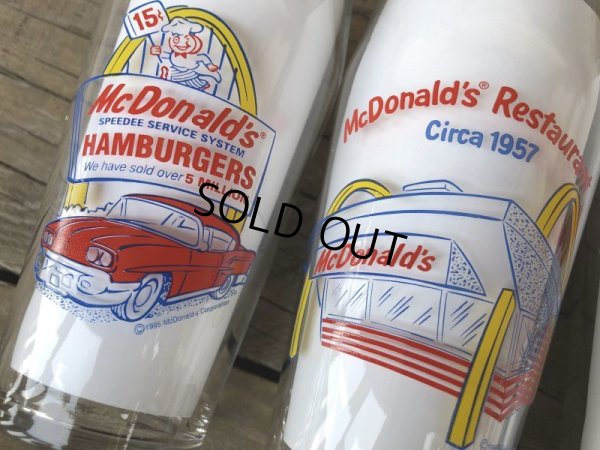 15¢
McDonald's®
SPEEDEE SERVICE SYSTEM
HAMBURGERS
We have sold over 5 MILLION
©1995 McDonald's Corporation
McDonald's® Restaurant
Circa 1957
McDonald's
SOLD OUT